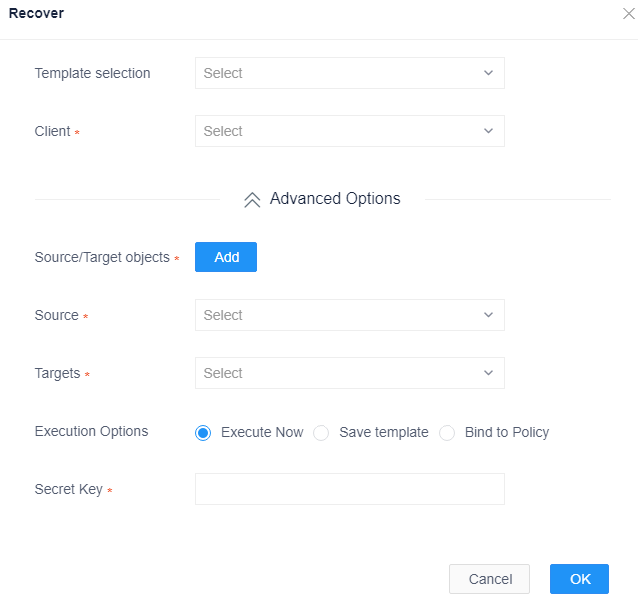 Recover
Template selection Select
Client * Select
Advanced Options
Source/Target objects * Add
Source * Select
Targets * Select
Execution Options Execute Now Save template Bind to Policy
Secret Key *
Cancel OK